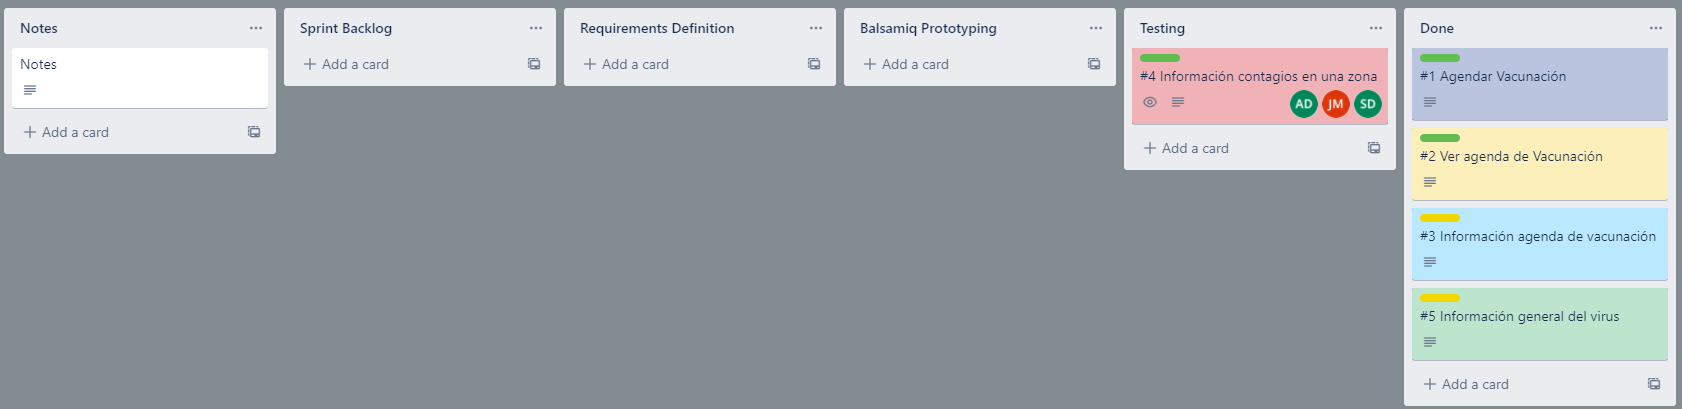 Notes
Notes
Add a card
Sprint Backlog
Add a card
Requirements Definition
Add a card
Balsamiq Prototyping
Add a card
Testing
#4 Información contagios en una zona
AD JM SD
Add a card
Done
#1 Agendar Vacunación
#2 Ver agenda de Vacunación
#3 Información agenda de vacunación
#5 Información general del virus
Add a card